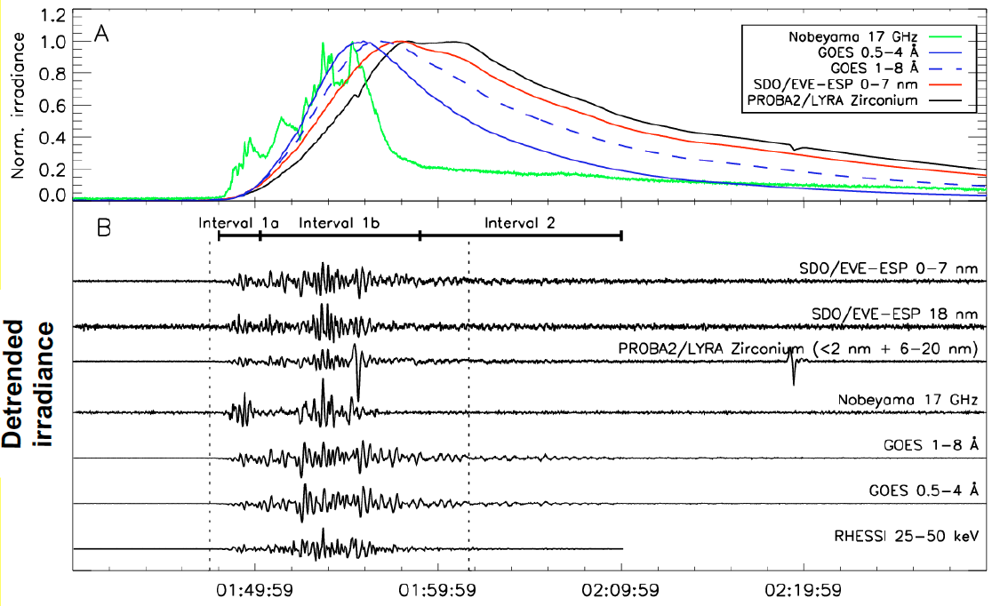 1.2
1.0
0.8
0.6
0.4
0.2
0.0
Norm. irradiance
A
Nobeyama 17 GHz
GOES 0.5–4 Å
GOES 1–8 Å
SDO/EVE–ESP 0–7 nm
PROBA2/LYRA Zirconium
B
Interval 1a
Interval 1b
Interval 2
SDO/EVE–ESP 0–7 nm
SDO/EVE–ESP 18 nm
PROBA2/LYRA Zirconium (<2 nm + 6–20 nm)
Nobeyama 17 GHz
GOES 1–8 Å
GOES 0.5–4 Å
RHESSI 25–50 keV
Detrended
irradiance
01:49:59
01:59:59
02:09:59
02:19:59